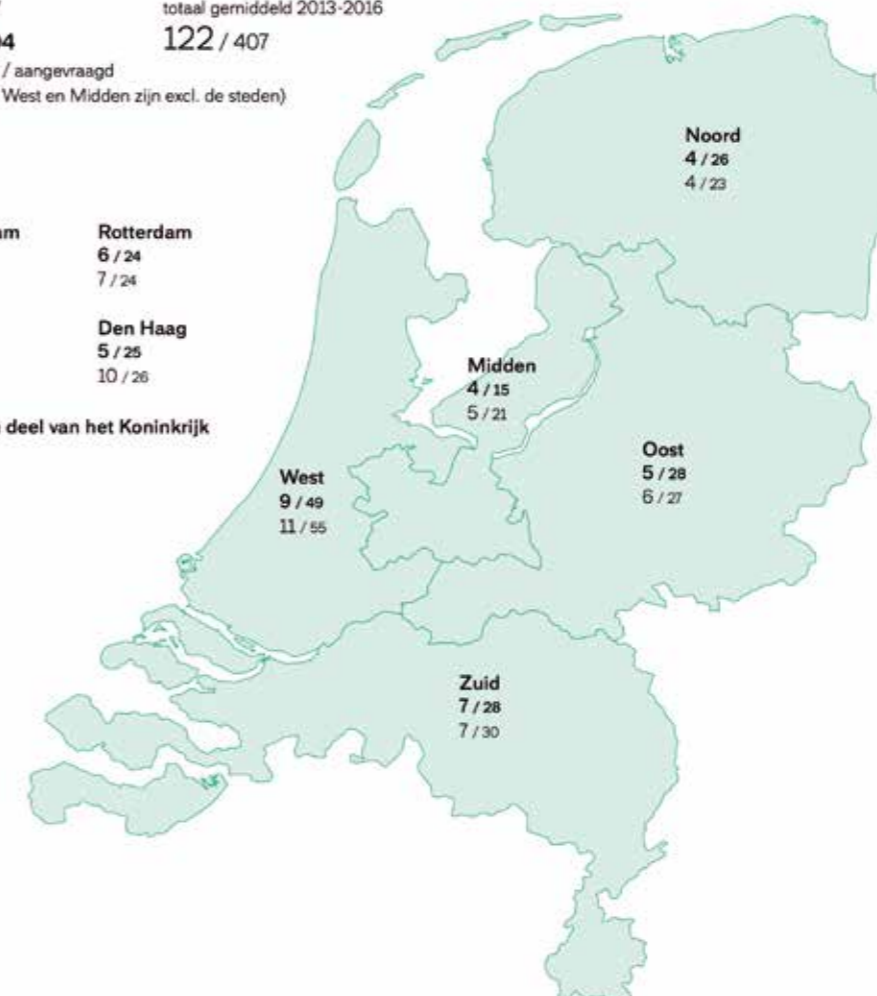 totaal gemiddeld 2013-2016
122 / 407
/ aangevraagd
West en Midden zijn excl. de steden)
Rotterdam
6 / 24
7 / 24
Den Haag
5 / 25
10 / 26
deel van het Koninkrijk
Noord
4 / 26
4 / 23
Midden
4 / 15
5 / 21
Oost
5 / 28
6 / 27
West
9 / 49
11 / 55
Zuid
7 / 28
7 / 30